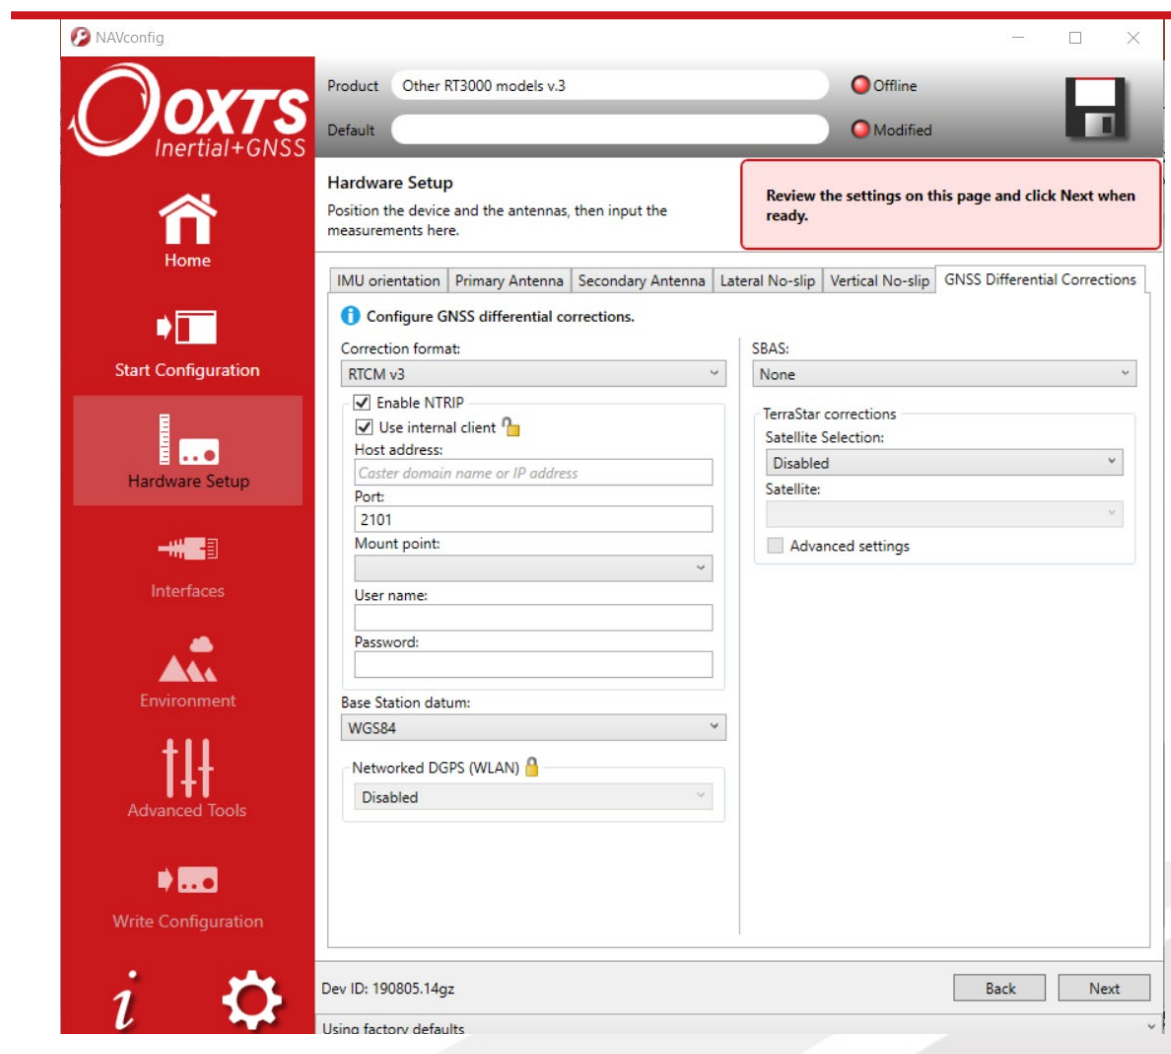 NAVconfig
OXTS
Inertial+GNSS
Home
Start Configuration
Hardware Setup
Interfaces
Environment
Advanced Tools
Write Configuration
i
Product Other RT3000 models v.3 Offline
Default Modified
Hardware Setup
Position the device and the antennas, then input the
measurements here.
Review the settings on this page and click Next when
ready.
IMU orientation Primary Antenna Secondary Antenna Lateral No-slip Vertical No-slip GNSS Differential Corrections
Configure GNSS differential corrections.
Correction format:
RTCM v3
Enable NTRIP
Use internal client
Host address:
Caster domain name or IP address
Port:
2101
Mount point:
User name:
Password:
Base Station datum:
WGS84
Networked DGPS (WLAN)
Disabled
SBAS:
None
TerraStar corrections
Satellite Selection:
Disabled
Satellite:
Advanced settings
Dev ID: 190805.14gz
Back Next
Using factory defaults